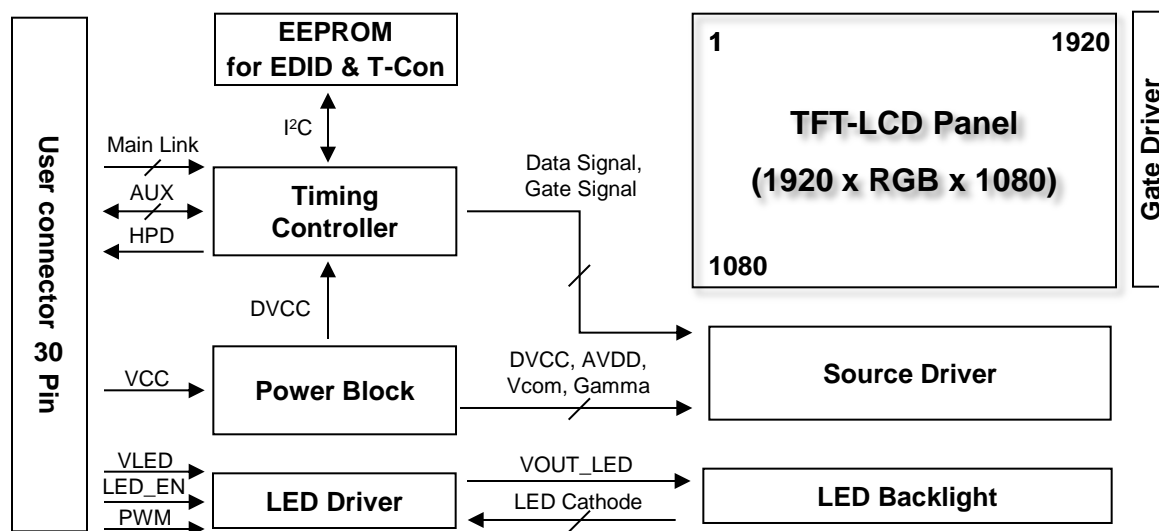 EEPROM
for EDID & T-Con
I²C
User connector 30 Pin
Main Link
AUX
HPD
Timing
Controller
Data Signal,
Gate Signal
1
1920
TFT-LCD Panel
(1920 x RGB x 1080)
1080
Gate Driver
DVCC
VCC
Power Block
DVCC, AVDD,
Vcom, Gamma
Source Driver
VLED
LED_EN
PWM
LED Driver
VOUT_LED
LED Cathode
LED Backlight